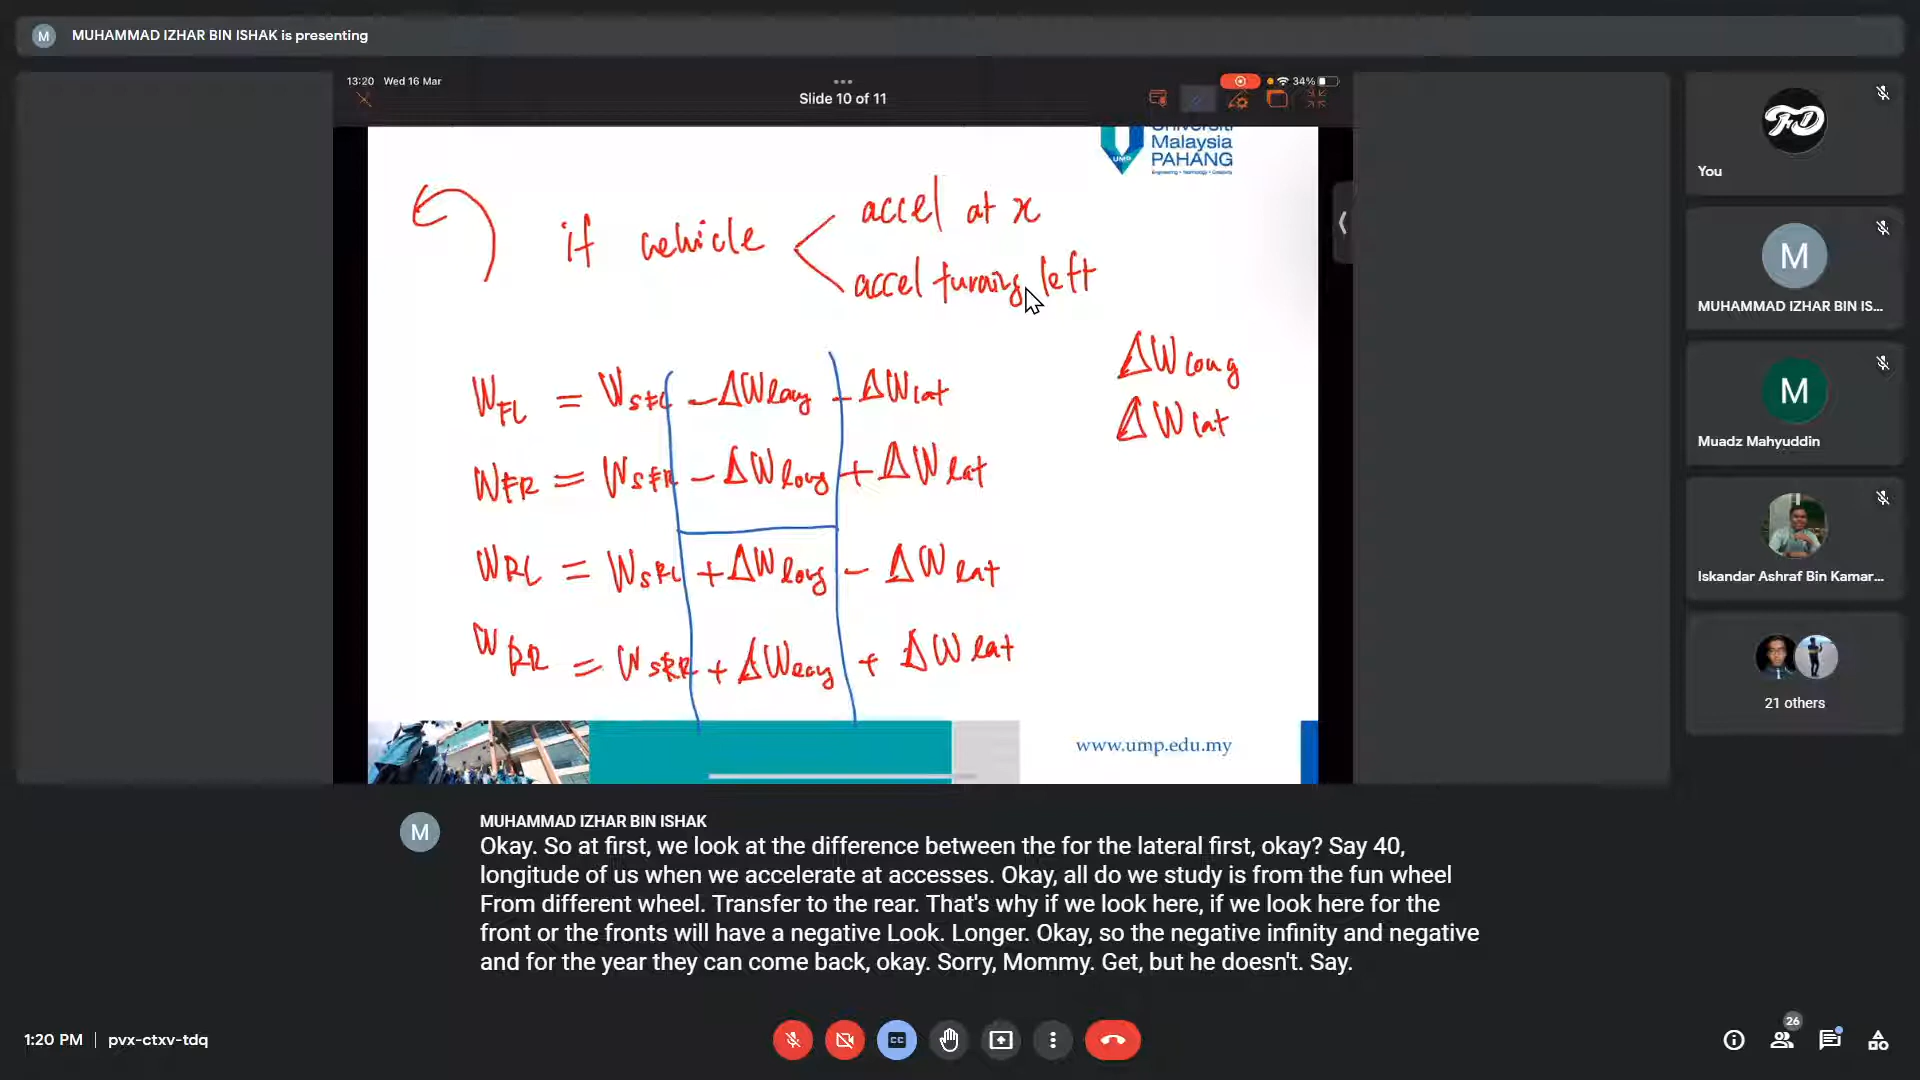 MUHAMMAD IZHAR BIN ISHAK is presenting
13:20 Wed 16 Mar
34%
Slide 10 of 11
Universiti
Malaysia
PAHANG
Engineering • Technology • Creativity
UMP
if vehicle < accel at x
accel turning left
ΔWlong
ΔWlat
WFL = WSFL - ΔWlong - ΔWlat
WFR = WSFR - ΔWlong + ΔWlat
WRL = WSRL + ΔWlong - ΔWlat
WRR = WSRR + ΔWlong + ΔWlat
www.ump.edu.my
You
M
MUHAMMAD IZHAR BIN IS...
M
Muadz Mahyuddin
Iskandar Ashraf Bin Kamar...
21 others
M
MUHAMMAD IZHAR BIN ISHAK
Okay. So at first, we look at the difference between the for the lateral first, okay? Say 40,
longitude of us when we accelerate at accesses. Okay, all do we study is from the fun wheel
From different wheel. Transfer to the rear. That's why if we look here, if we look here for the
front or the fronts will have a negative Look. Longer. Okay, so the negative infinity and negative
and for the year they can come back, okay. Sorry, Mommy. Get, but he doesn't. Say.
1:20 PM | pvx-ctxv-tdq
CC
26